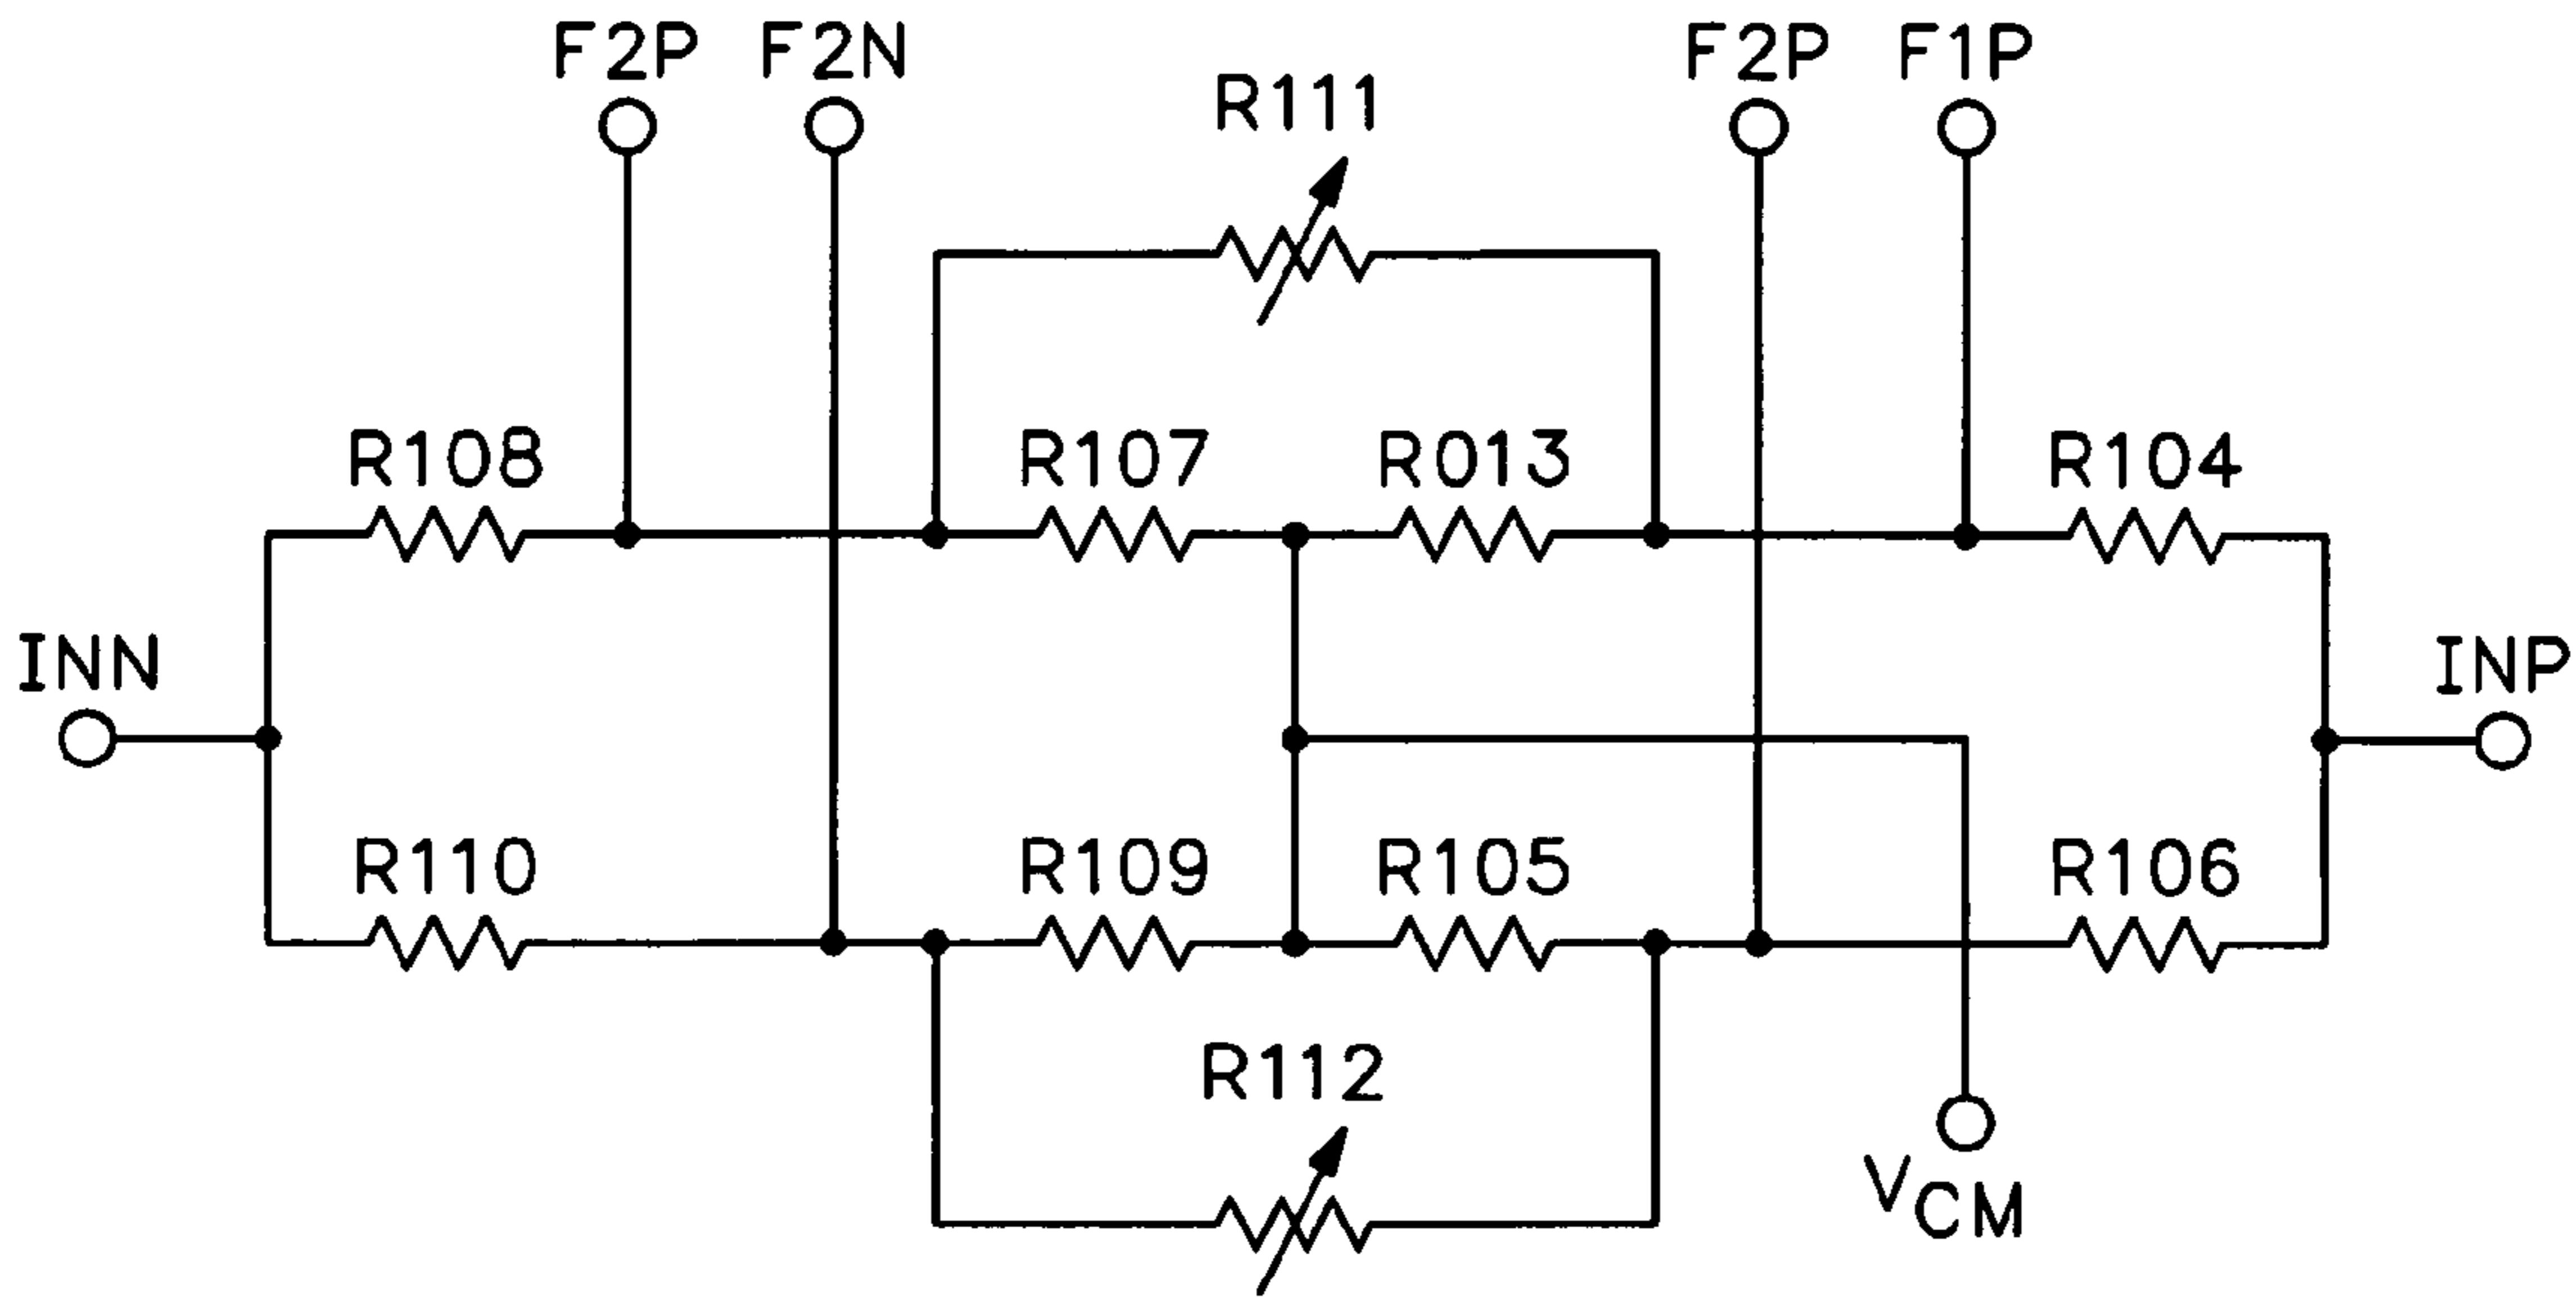 F2P F2N F2P F1P
R111
R108 R107 R013 R104
INN INP
R110 R109 R105 R106
R112
VCM